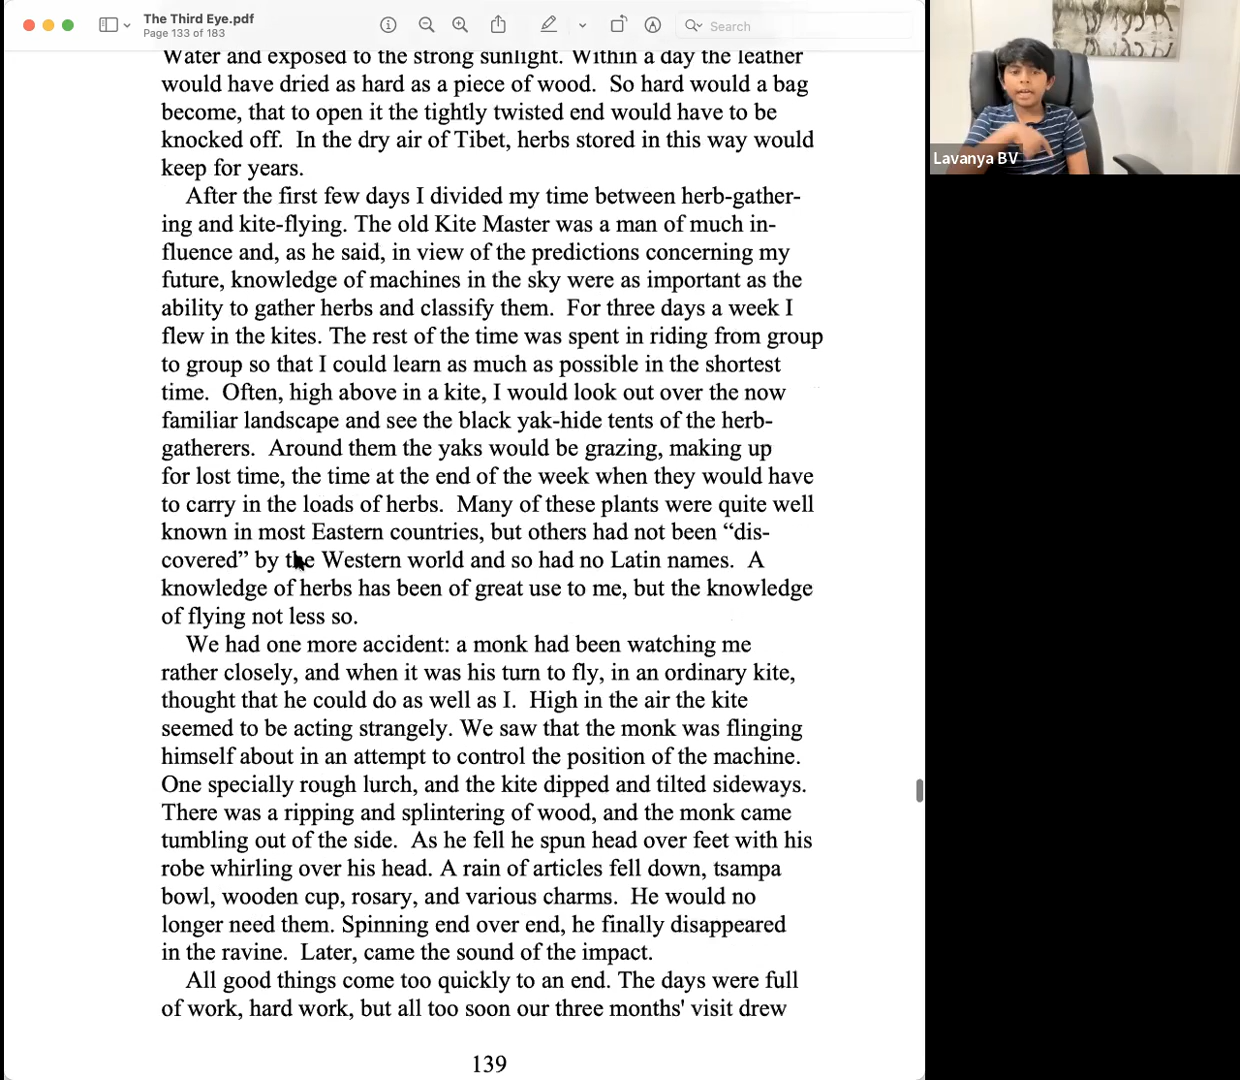 The Third Eye.pdf
Page 133 of 183
Search
Water and exposed to the strong sunlight. Within a day the leather
would have dried as hard as a piece of wood.  So hard would a bag
become, that to open it the tightly twisted end would have to be
knocked off.  In the dry air of Tibet, herbs stored in this way would
keep for years.
After the first few days I divided my time between herb-gather-
ing and kite-flying. The old Kite Master was a man of much in-
fluence and, as he said, in view of the predictions concerning my
future, knowledge of machines in the sky were as important as the
ability to gather herbs and classify them.  For three days a week I
flew in the kites. The rest of the time was spent in riding from group
to group so that I could learn as much as possible in the shortest
time.  Often, high above in a kite, I would look out over the now
familiar landscape and see the black yak-hide tents of the herb-
gatherers.  Around them the yaks would be grazing, making up
for lost time, the time at the end of the week when they would have
to carry in the loads of herbs.  Many of these plants were quite well
known in most Eastern countries, but others had not been “dis-
covered” by the Western world and so had no Latin names.  A
knowledge of herbs has been of great use to me, but the knowledge
of flying not less so.
We had one more accident: a monk had been watching me
rather closely, and when it was his turn to fly, in an ordinary kite,
thought that he could do as well as I.  High in the air the kite
seemed to be acting strangely. We saw that the monk was flinging
himself about in an attempt to control the position of the machine.
One specially rough lurch, and the kite dipped and tilted sideways.
There was a ripping and splintering of wood, and the monk came
tumbling out of the side.  As he fell he spun head over feet with his
robe whirling over his head. A rain of articles fell down, tsampa
bowl, wooden cup, rosary, and various charms.  He would no
longer need them. Spinning end over end, he finally disappeared
in the ravine.  Later, came the sound of the impact.
All good things come too quickly to an end. The days were full
of work, hard work, but all too soon our three months' visit drew
139
Lavanya BV